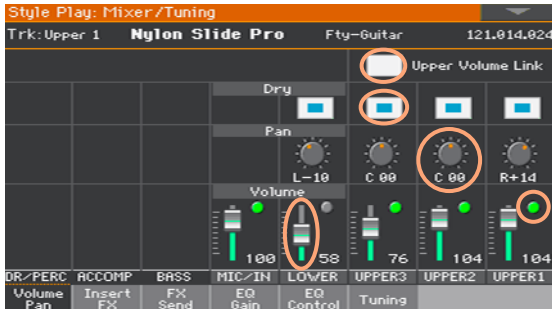 Style Play: Mixer/Tuning
Trk: Upper 1 Nylon Slide Pro Fty-Guitar 121.014.024
Upper Volume Link
Dry
Pan
L-10 C 00 C 00 R+14
Volume
100 58 76 104 104
DR/PERC ACCOMP BASS MIC/IN LOWER UPPER3 UPPER2 UPPER1
Volume Pan Insert FX FX Send EQ Gain EQ Control Tuning